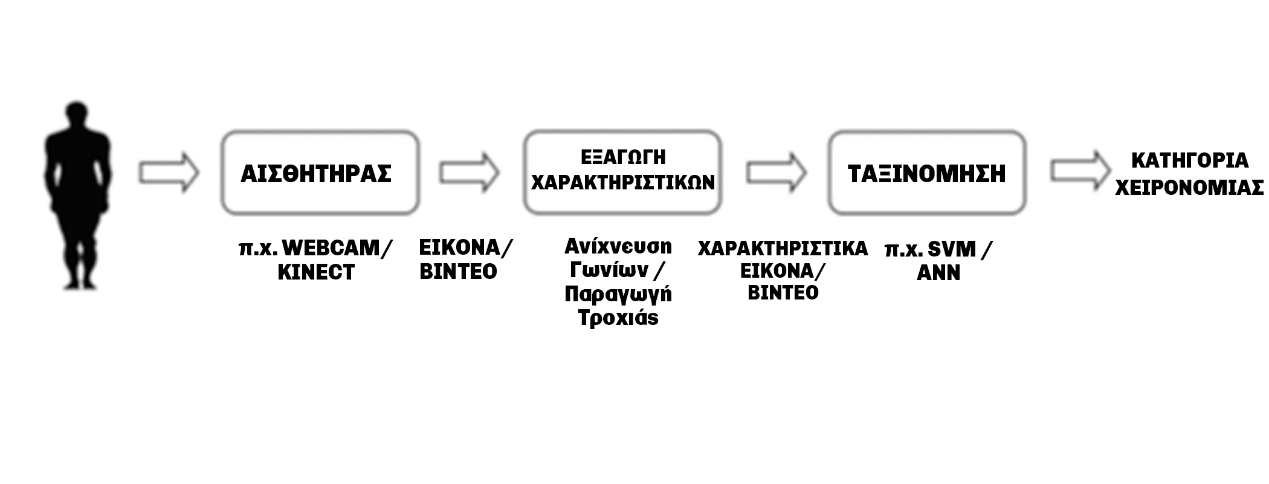 ΑΙΣΘΗΤΗΡΑΣ
ΕΞΑΓΩΓΗ
ΧΑΡΑΚΤΗΡΙΣΤΙΚΩΝ
ΤΑΞΙΝΟΜΗΣΗ
ΚΑΤΗΓΟΡΙΑ
ΧΕΙΡΟΝΟΜΙΑΣ
π.χ. WEBCAM/
KINECT
ΕΙΚΟΝΑ/
ΒΙΝΤΕΟ
Ανίχνευση
Γωνίων /
Παραγωγή
Τροχιάς
ΧΑΡΑΚΤΗΡΙΣΤΙΚΑ
ΕΙΚΟΝΑ/
ΒΙΝΤΕΟ
π.χ. SVM /
ANN